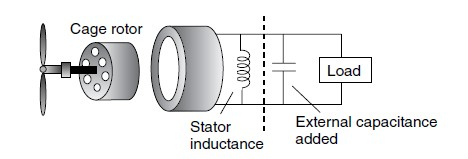 Cage rotor
Load
Stator
inductance
External capacitance
added